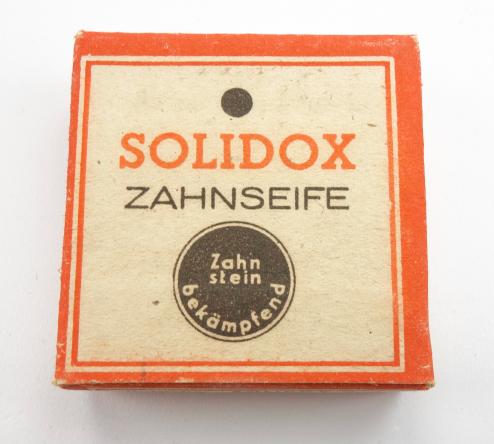 SOLIDOX
ZAHNSEIFE
Zahn
stein
bekämpfend